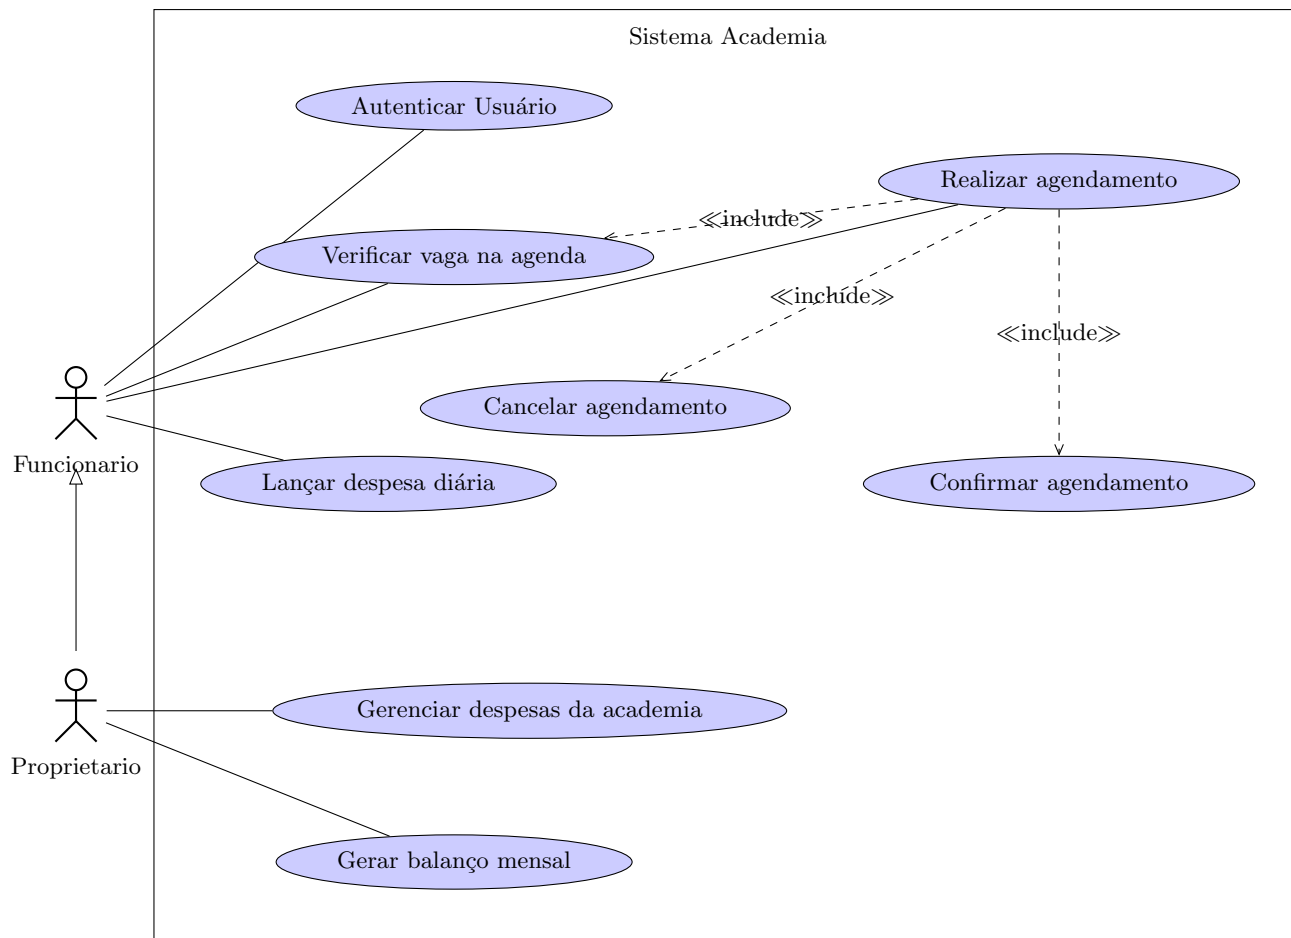 Sistema Academia
Autenticar Usuário
Realizar agendamento
≪include≫
Verificar vaga na agenda
≪include≫
≪include≫
Cancelar agendamento
Funcionario
Lançar despesa diária
Confirmar agendamento
Gerenciar despesas da academia
Proprietario
Gerar balanço mensal